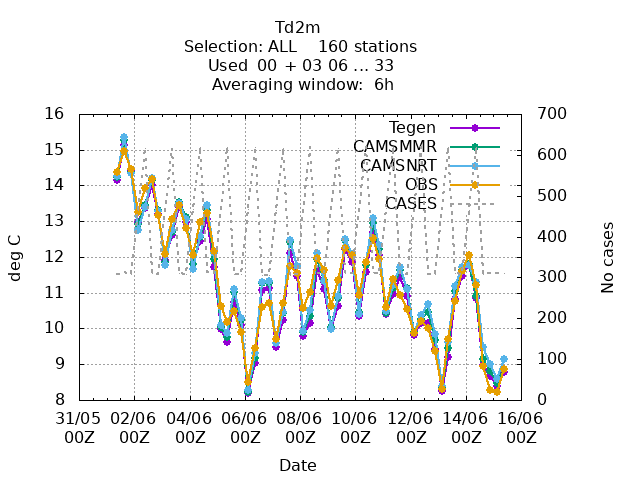 Td2m
Selection: ALL    160 stations
Used  00 + 03 06 ... 33
Averaging window:  6h
16
15
14
13
12
11
10
9
8
deg C
700
600
500
400
300
200
100
0
No cases
Tegen
CAMSMMR
CAMSNRT
OBS
CASES
31/05 02/06 04/06 06/06 08/06 10/06 12/06 14/06 16/06
00Z 00Z 00Z 00Z 00Z 00Z 00Z 00Z 00Z
Date